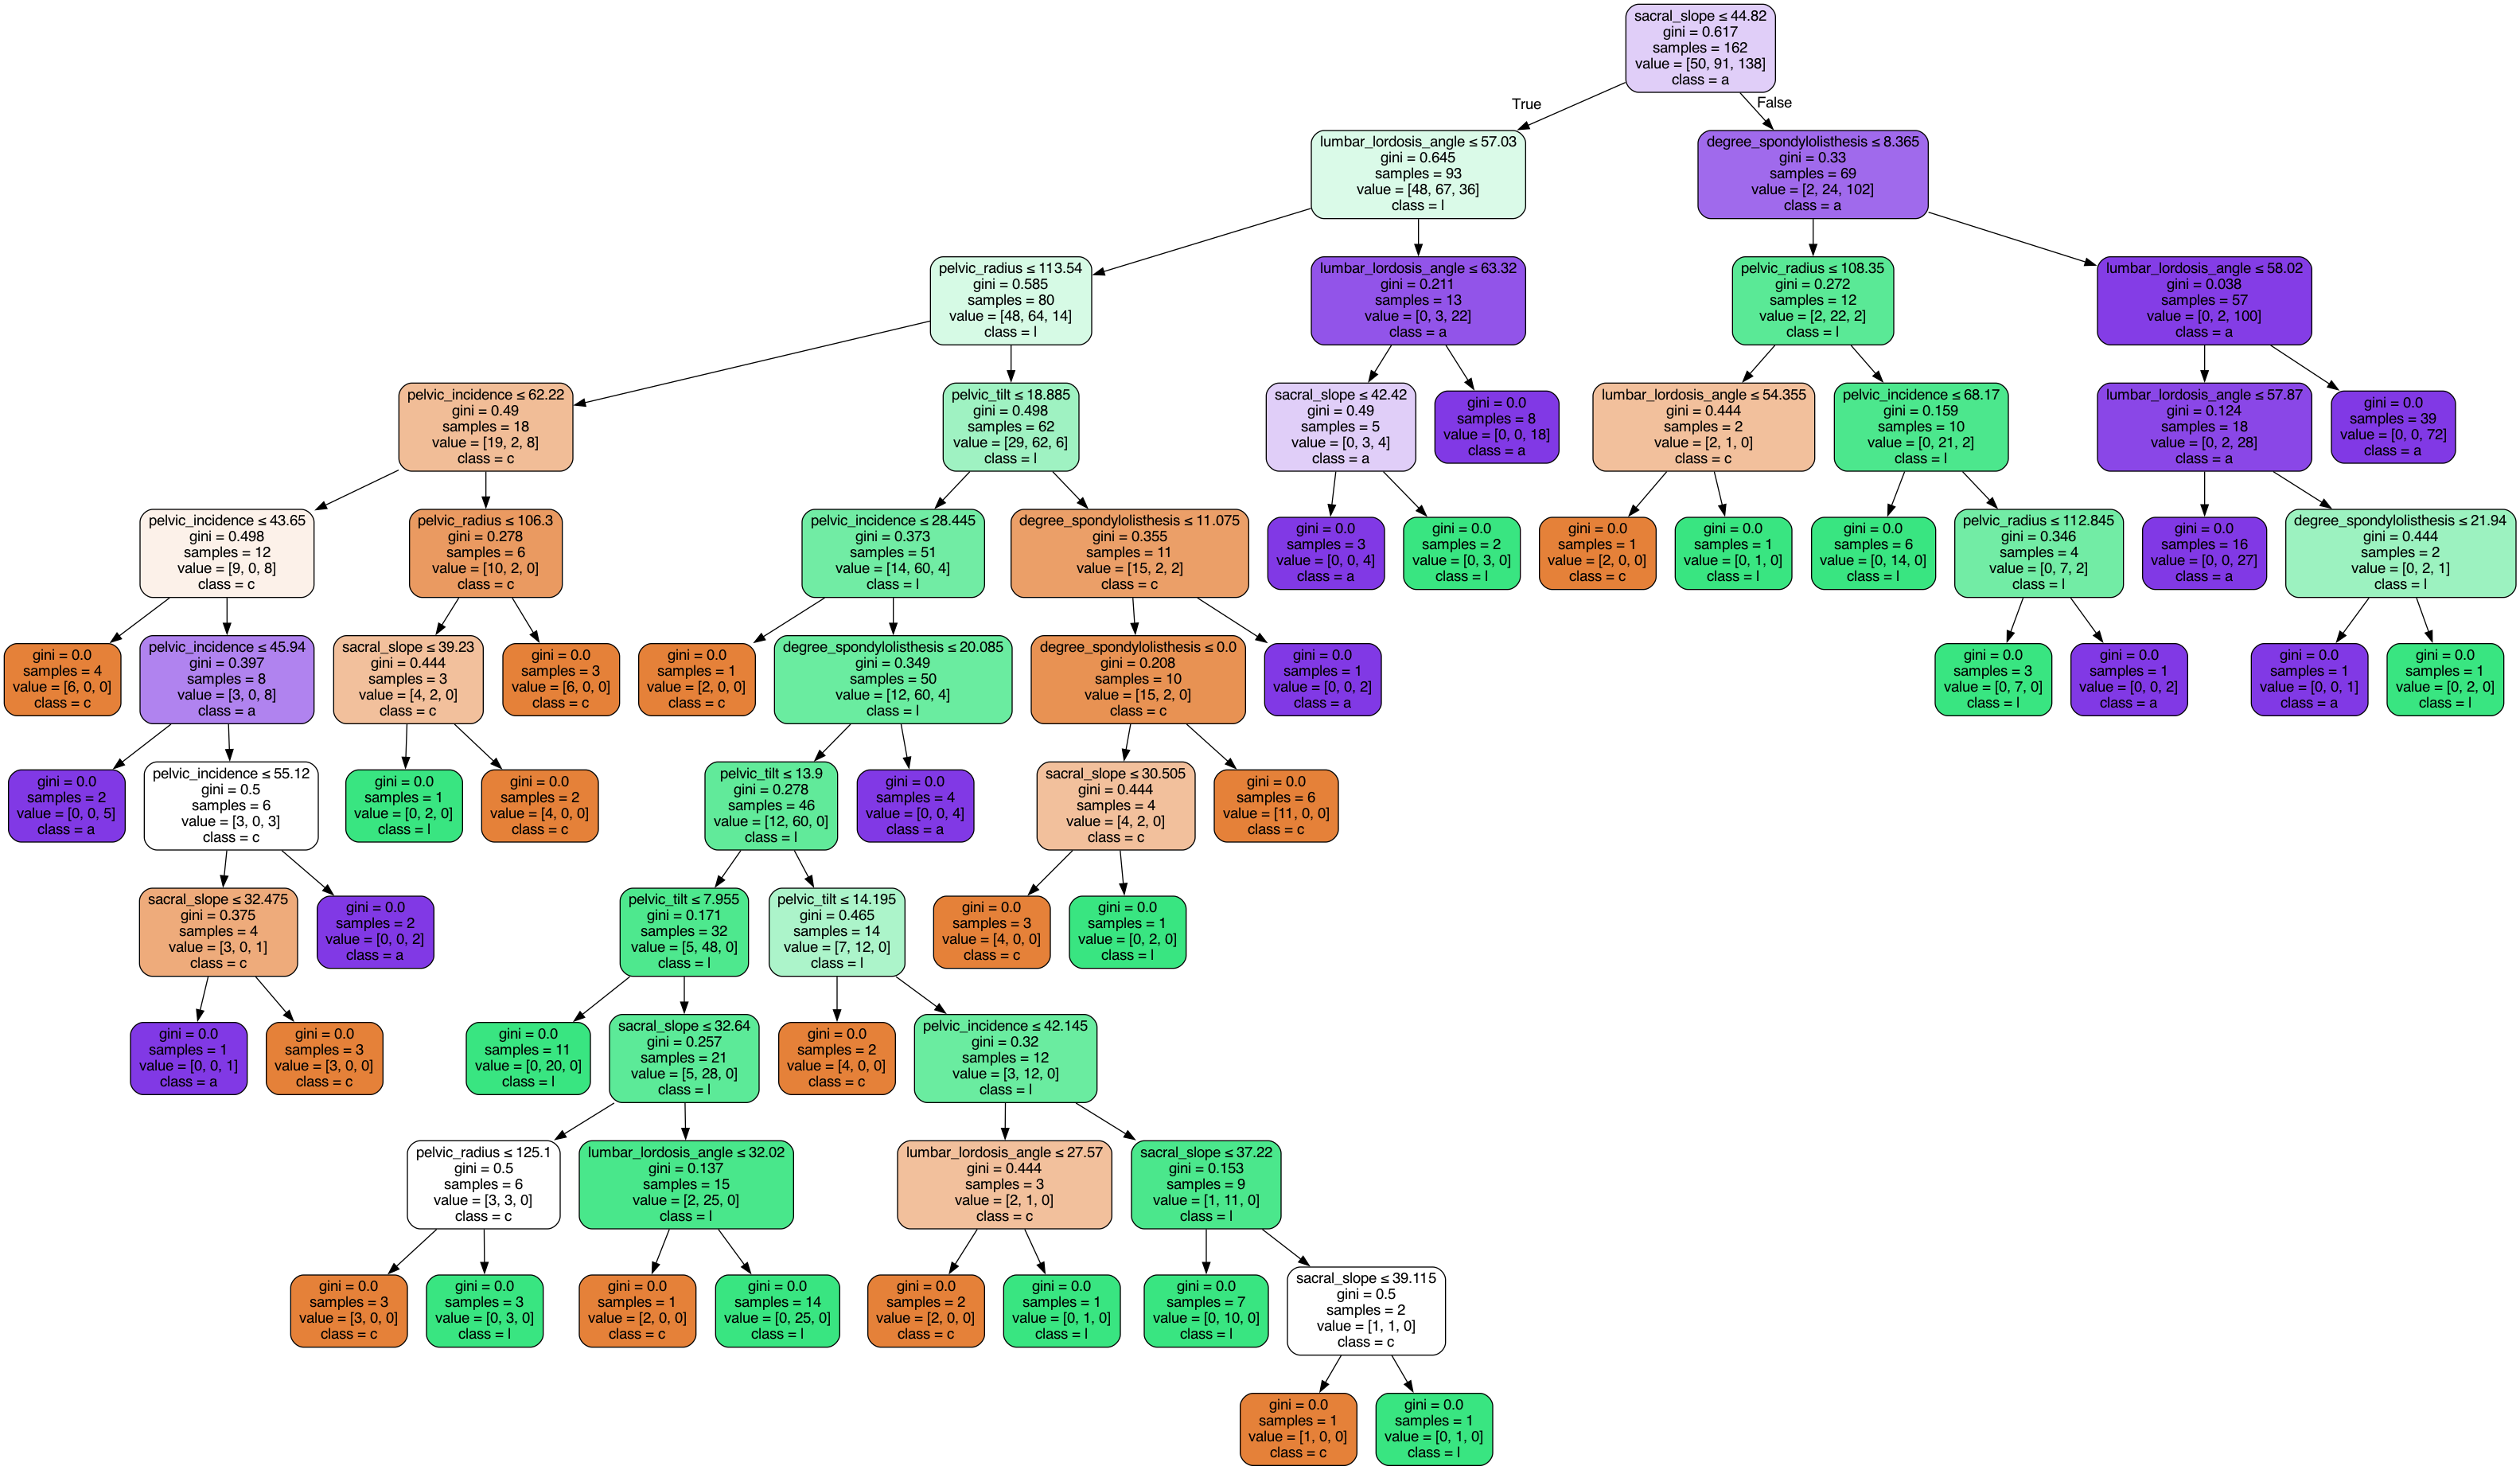 sacral_slope ≤ 44.82
gini = 0.617
samples = 162
value = [50, 91, 138]
class = a
True
False
lumbar_lordosis_angle ≤ 57.03
gini = 0.645
samples = 93
value = [48, 67, 36]
class = l
degree_spondylolisthesis ≤ 8.365
gini = 0.33
samples = 69
value = [2, 24, 102]
class = a
pelvic_radius ≤ 113.54
gini = 0.585
samples = 80
value = [48, 64, 14]
class = l
lumbar_lordosis_angle ≤ 63.32
gini = 0.211
samples = 13
value = [0, 3, 22]
class = a
pelvic_radius ≤ 108.35
gini = 0.272
samples = 12
value = [2, 22, 2]
class = l
lumbar_lordosis_angle ≤ 58.02
gini = 0.038
samples = 57
value = [0, 2, 100]
class = a
pelvic_incidence ≤ 62.22
gini = 0.49
samples = 18
value = [19, 2, 8]
class = c
pelvic_tilt ≤ 18.885
gini = 0.498
samples = 62
value = [29, 62, 6]
class = l
sacral_slope ≤ 42.42
gini = 0.49
samples = 5
value = [0, 3, 4]
class = a
gini = 0.0
samples = 8
value = [0, 0, 18]
class = a
lumbar_lordosis_angle ≤ 54.355
gini = 0.444
samples = 2
value = [2, 1, 0]
class = c
pelvic_incidence ≤ 68.17
gini = 0.159
samples = 10
value = [0, 21, 2]
class = l
lumbar_lordosis_angle ≤ 57.87
gini = 0.124
samples = 18
value = [0, 2, 28]
class = a
gini = 0.0
samples = 39
value = [0, 0, 72]
class = a
pelvic_incidence ≤ 43.65
gini = 0.498
samples = 12
value = [9, 0, 8]
class = c
pelvic_radius ≤ 106.3
gini = 0.278
samples = 6
value = [10, 2, 0]
class = c
pelvic_incidence ≤ 28.445
gini = 0.373
samples = 51
value = [14, 60, 4]
class = l
degree_spondylolisthesis ≤ 11.075
gini = 0.355
samples = 11
value = [15, 2, 2]
class = c
gini = 0.0
samples = 3
value = [0, 0, 4]
class = a
gini = 0.0
samples = 2
value = [0, 3, 0]
class = l
gini = 0.0
samples = 1
value = [2, 0, 0]
class = c
gini = 0.0
samples = 1
value = [0, 1, 0]
class = l
gini = 0.0
samples = 6
value = [0, 14, 0]
class = l
pelvic_radius ≤ 112.845
gini = 0.346
samples = 4
value = [0, 7, 2]
class = l
gini = 0.0
samples = 16
value = [0, 0, 27]
class = a
degree_spondylolisthesis ≤ 21.94
gini = 0.444
samples = 2
value = [0, 2, 1]
class = l
gini = 0.0
samples = 4
value = [6, 0, 0]
class = c
pelvic_incidence ≤ 45.94
gini = 0.397
samples = 8
value = [3, 0, 8]
class = a
sacral_slope ≤ 39.23
gini = 0.444
samples = 3
value = [4, 2, 0]
class = c
gini = 0.0
samples = 3
value = [6, 0, 0]
class = c
gini = 0.0
samples = 1
value = [2, 0, 0]
class = c
degree_spondylolisthesis ≤ 20.085
gini = 0.349
samples = 50
value = [12, 60, 4]
class = l
degree_spondylolisthesis ≤ 0.0
gini = 0.208
samples = 10
value = [15, 2, 0]
class = c
gini = 0.0
samples = 1
value = [0, 0, 2]
class = a
gini = 0.0
samples = 3
value = [0, 7, 0]
class = l
gini = 0.0
samples = 1
value = [0, 0, 2]
class = a
gini = 0.0
samples = 1
value = [0, 0, 1]
class = a
gini = 0.0
samples = 1
value = [0, 2, 0]
class = l
gini = 0.0
samples = 2
value = [0, 0, 5]
class = a
pelvic_incidence ≤ 55.12
gini = 0.5
samples = 6
value = [3, 0, 3]
class = c
gini = 0.0
samples = 1
value = [0, 2, 0]
class = l
gini = 0.0
samples = 2
value = [4, 0, 0]
class = c
pelvic_tilt ≤ 13.9
gini = 0.278
samples = 46
value = [12, 60, 0]
class = l
gini = 0.0
samples = 4
value = [0, 0, 4]
class = a
sacral_slope ≤ 30.505
gini = 0.444
samples = 4
value = [4, 2, 0]
class = c
gini = 0.0
samples = 6
value = [11, 0, 0]
class = c
sacral_slope ≤ 32.475
gini = 0.375
samples = 4
value = [3, 0, 1]
class = c
gini = 0.0
samples = 2
value = [0, 0, 2]
class = a
pelvic_tilt ≤ 7.955
gini = 0.171
samples = 32
value = [5, 48, 0]
class = l
pelvic_tilt ≤ 14.195
gini = 0.465
samples = 14
value = [7, 12, 0]
class = l
gini = 0.0
samples = 3
value = [4, 0, 0]
class = c
gini = 0.0
samples = 1
value = [0, 2, 0]
class = l
gini = 0.0
samples = 1
value = [0, 0, 1]
class = a
gini = 0.0
samples = 3
value = [3, 0, 0]
class = c
gini = 0.0
samples = 11
value = [0, 20, 0]
class = l
sacral_slope ≤ 32.64
gini = 0.257
samples = 21
value = [5, 28, 0]
class = l
gini = 0.0
samples = 2
value = [4, 0, 0]
class = c
pelvic_incidence ≤ 42.145
gini = 0.32
samples = 12
value = [3, 12, 0]
class = l
pelvic_radius ≤ 125.1
gini = 0.5
samples = 6
value = [3, 3, 0]
class = c
lumbar_lordosis_angle ≤ 32.02
gini = 0.137
samples = 15
value = [2, 25, 0]
class = l
lumbar_lordosis_angle ≤ 27.57
gini = 0.444
samples = 3
value = [2, 1, 0]
class = c
sacral_slope ≤ 37.22
gini = 0.153
samples = 9
value = [1, 11, 0]
class = l
gini = 0.0
samples = 3
value = [3, 0, 0]
class = c
gini = 0.0
samples = 3
value = [0, 3, 0]
class = l
gini = 0.0
samples = 1
value = [2, 0, 0]
class = c
gini = 0.0
samples = 14
value = [0, 25, 0]
class = l
gini = 0.0
samples = 2
value = [2, 0, 0]
class = c
gini = 0.0
samples = 1
value = [0, 1, 0]
class = l
gini = 0.0
samples = 7
value = [0, 10, 0]
class = l
sacral_slope ≤ 39.115
gini = 0.5
samples = 2
value = [1, 1, 0]
class = c
gini = 0.0
samples = 1
value = [1, 0, 0]
class = c
gini = 0.0
samples = 1
value = [0, 1, 0]
class = l